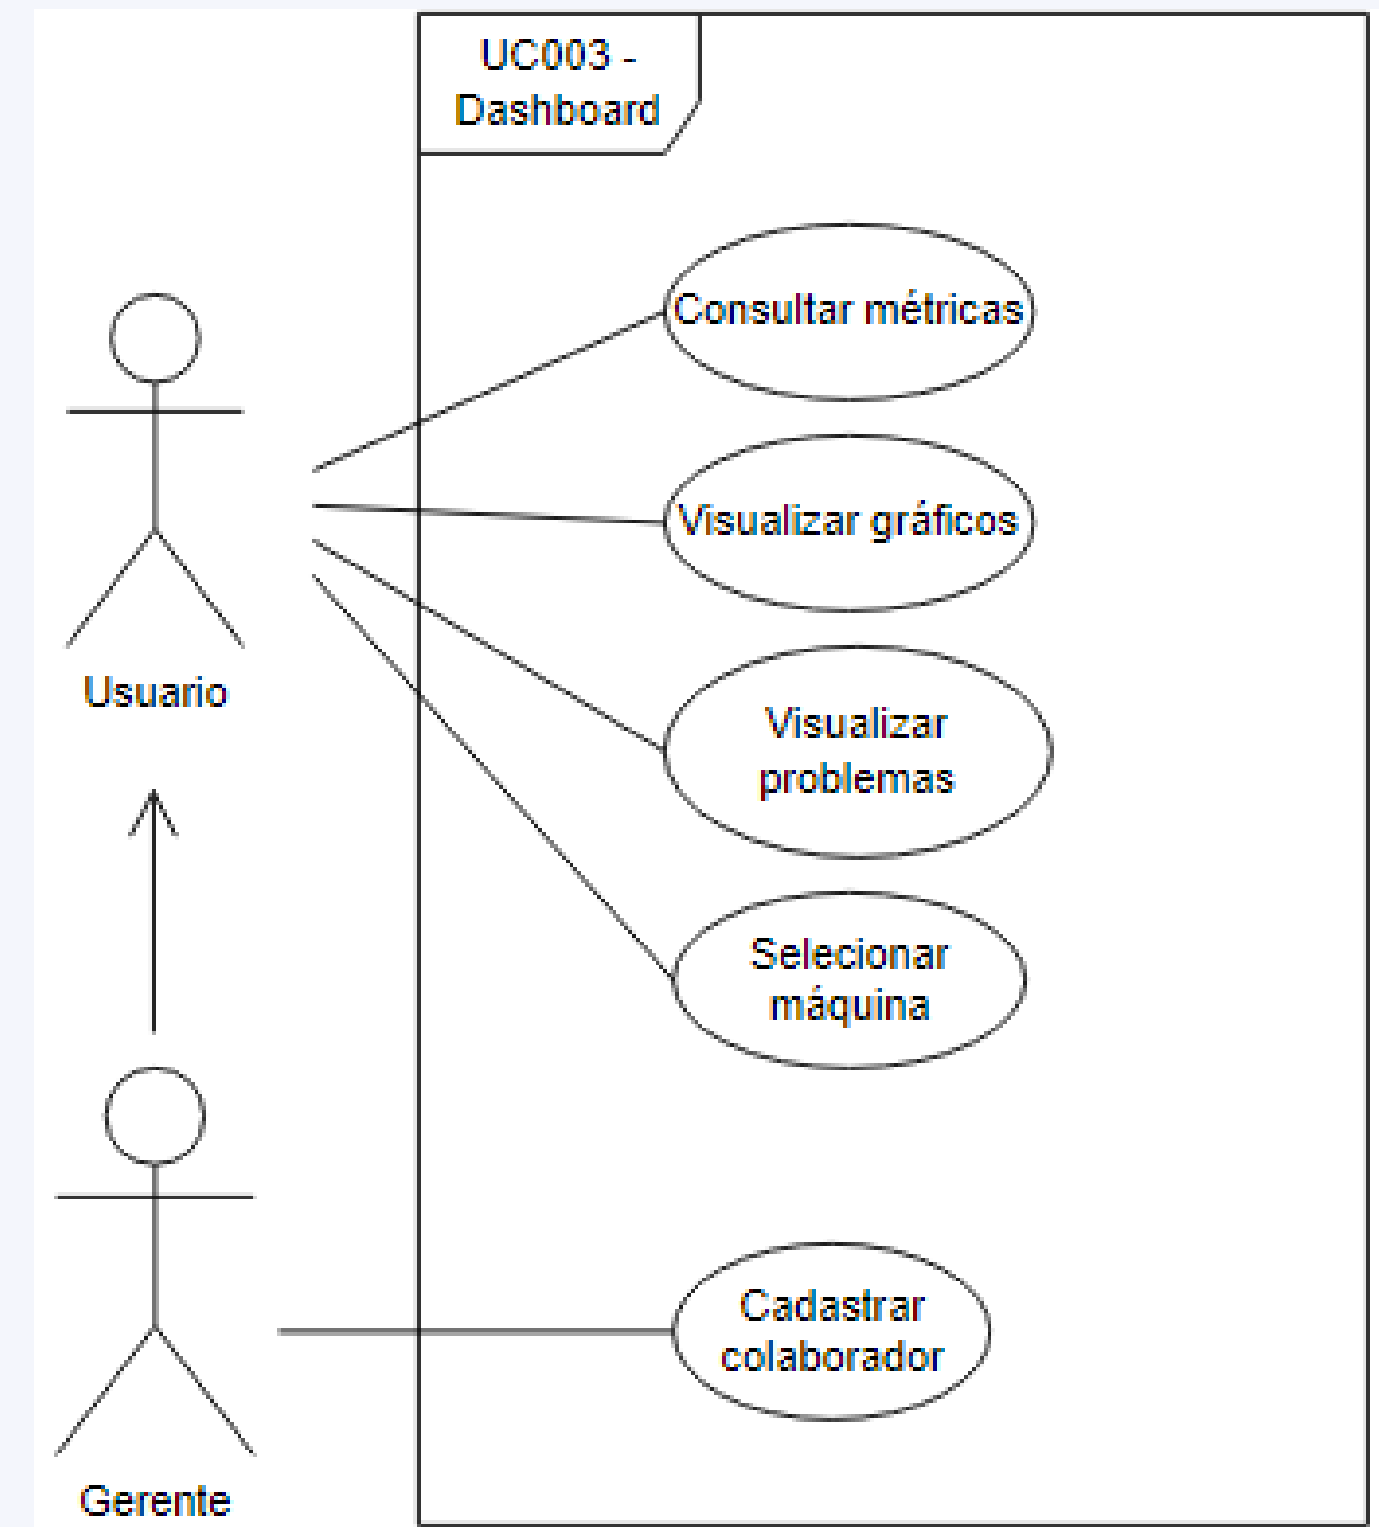 UC003 -
Dashboard
Consultar métricas
Visualizar gráficos
Visualizar
problemas
Usuario
Selecionar
máquina
Cadastrar
colaborador
Gerente